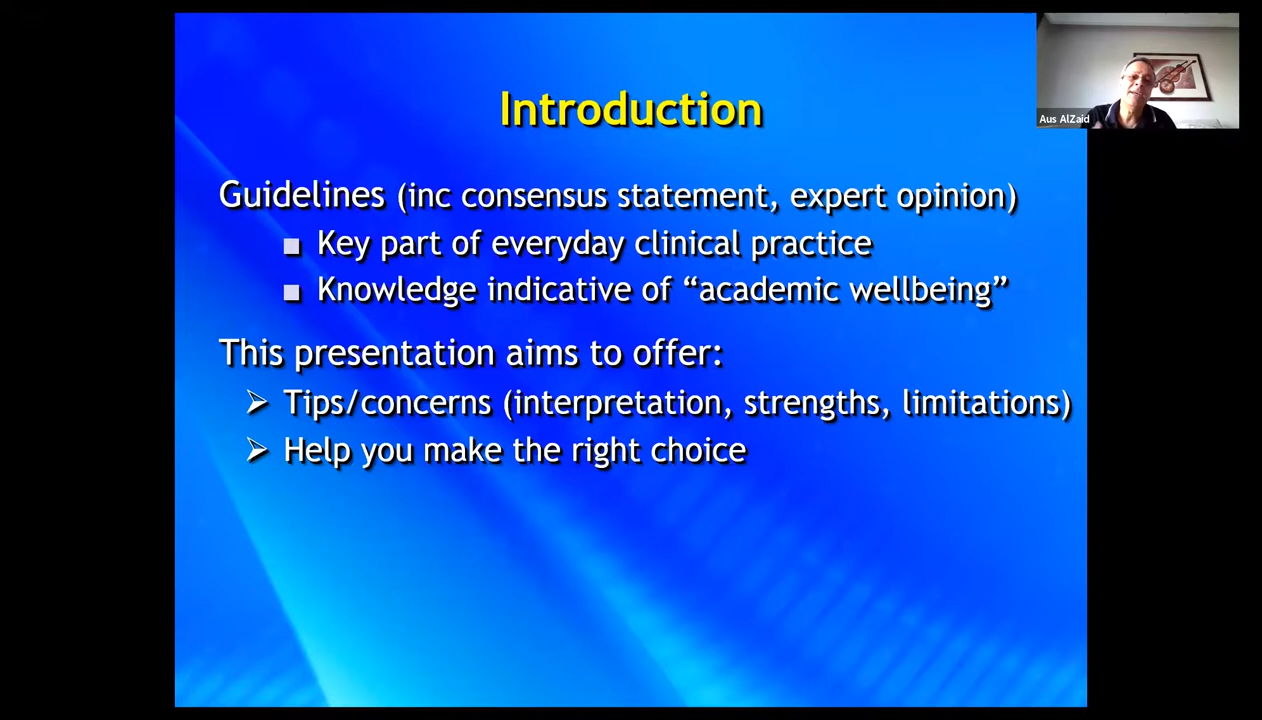 Introduction
Aus AlZaid
Guidelines (inc consensus statement, expert opinion)
■ Key part of everyday clinical practice
■ Knowledge indicative of “academic wellbeing”
This presentation aims to offer:
➢ Tips/concerns (interpretation, strengths, limitations)
➢ Help you make the right choice